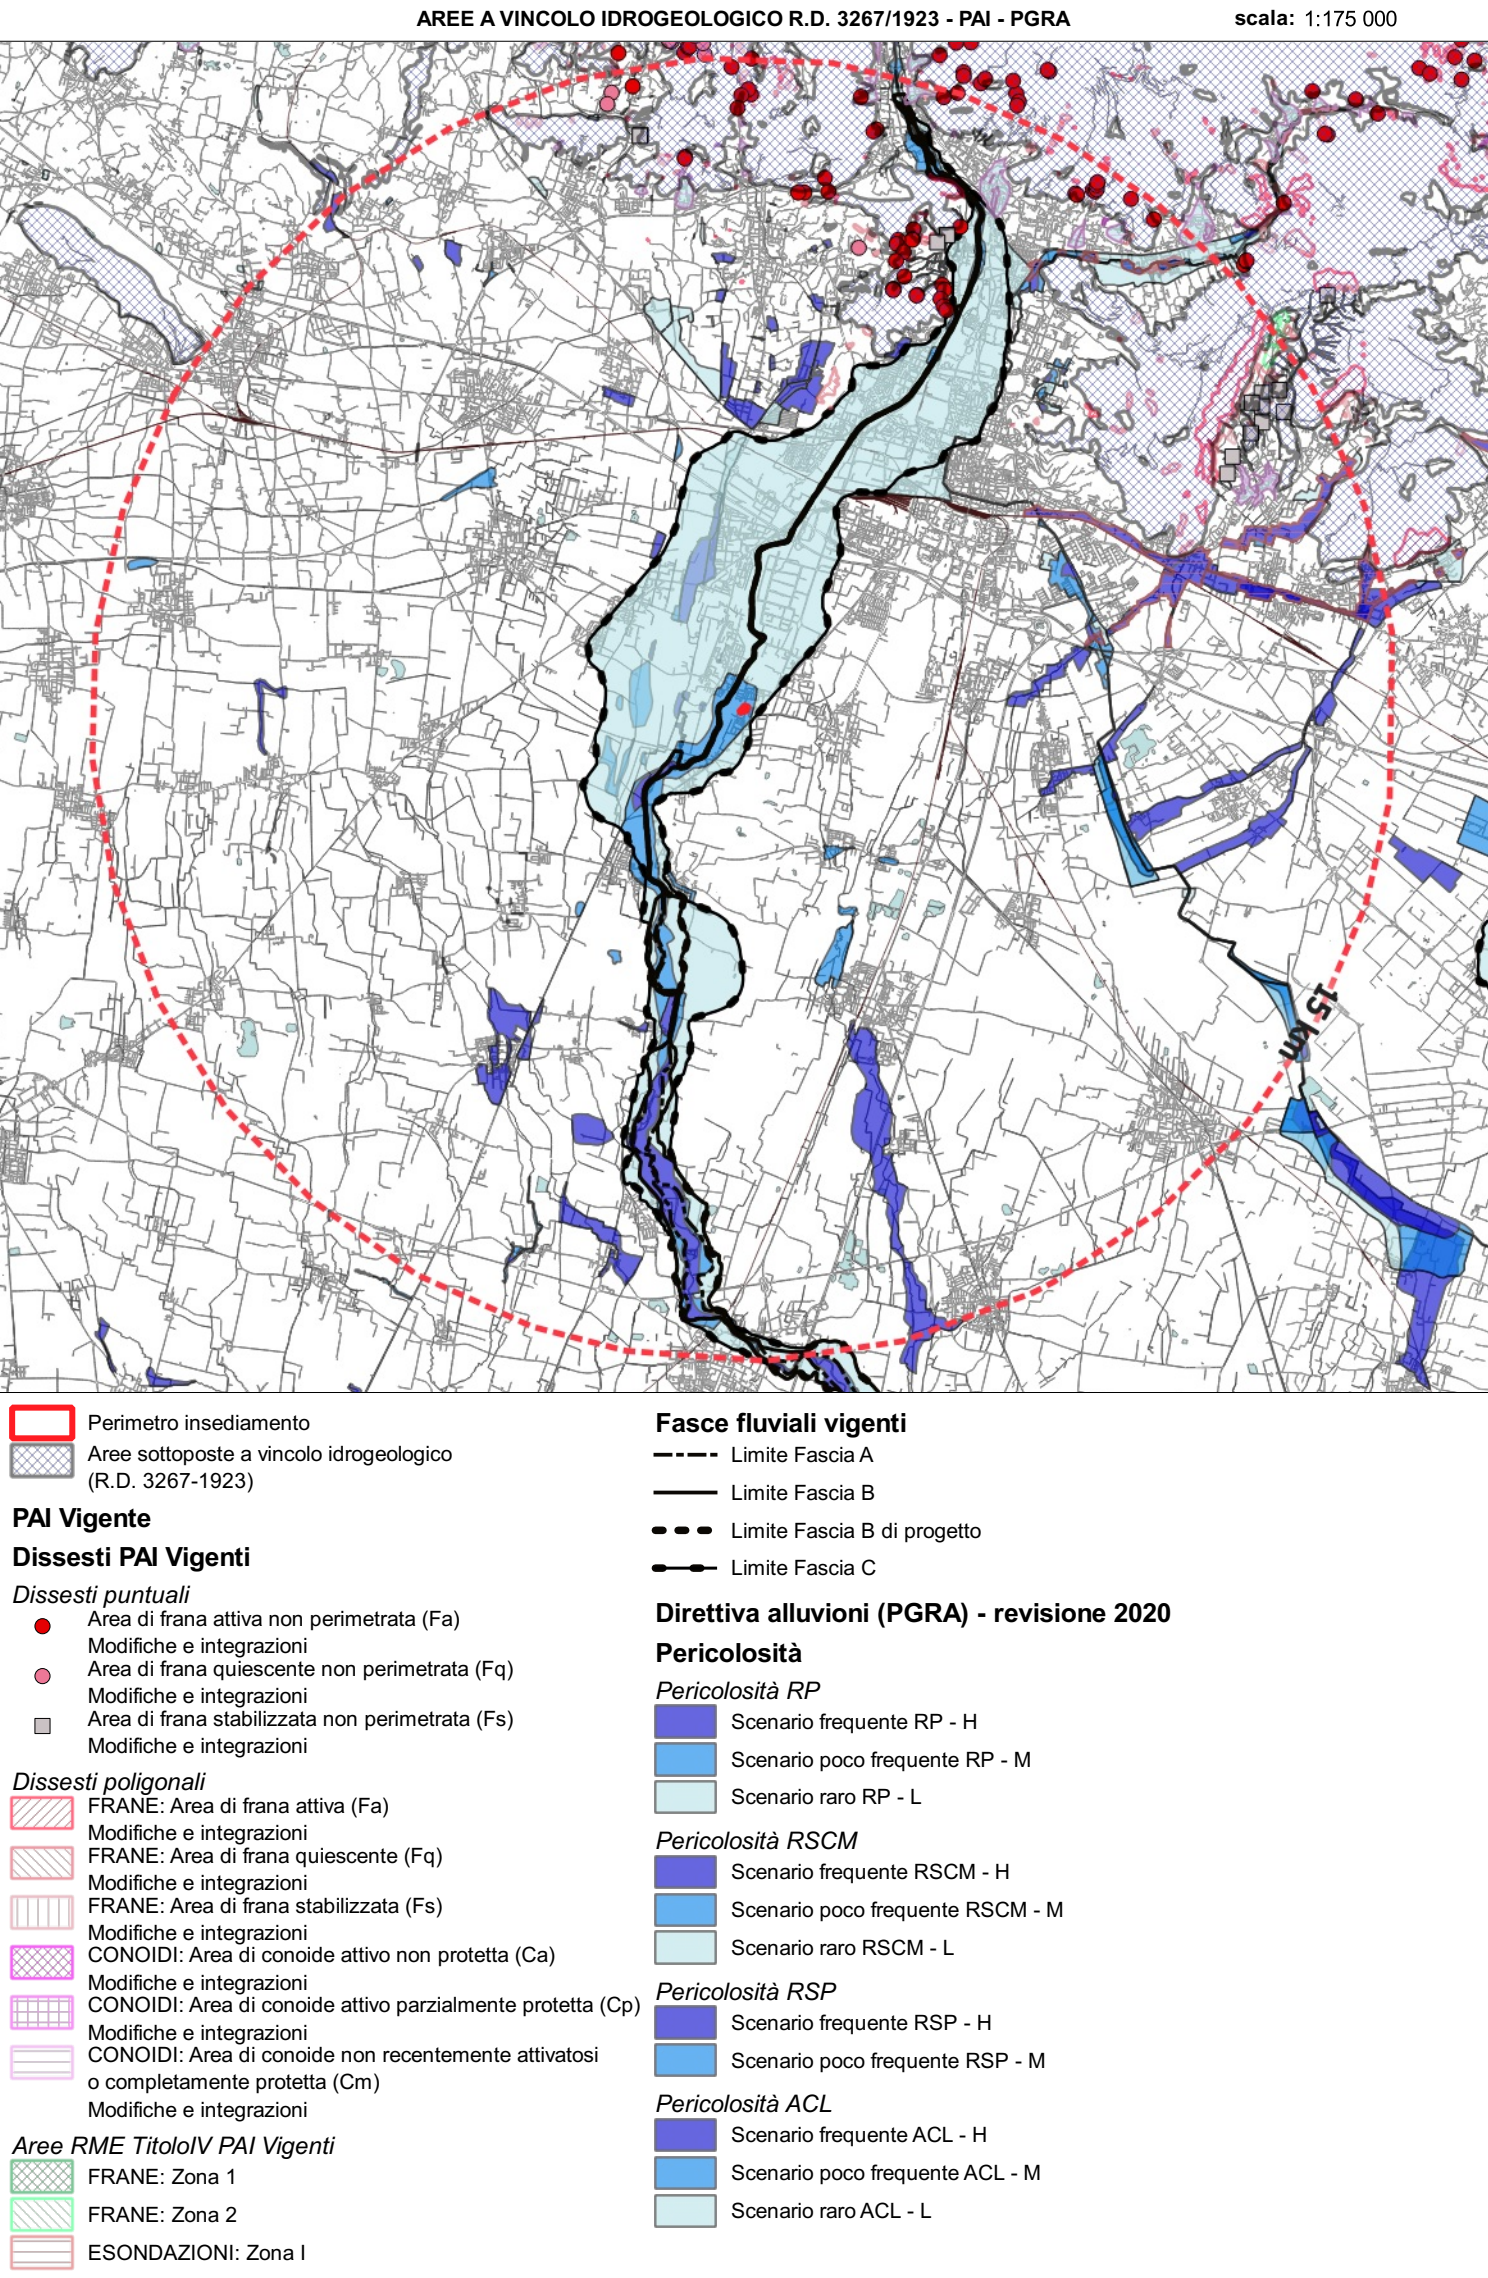 AREE A VINCOLO IDROGEOLOGICO R.D. 3267/1923 - PAI - PGRA
scala: 1:175 000
15 km
Perimetro insediamento
Aree sottoposte a vincolo idrogeologico
(R.D. 3267-1923)
PAI Vigente
Dissesti PAI Vigenti
Dissesti puntuali
Area di frana attiva non perimetrata (Fa)
Modifiche e integrazioni
Area di frana quiescente non perimetrata (Fq)
Modifiche e integrazioni
Area di frana stabilizzata non perimetrata (Fs)
Modifiche e integrazioni
Dissesti poligonali
FRANE: Area di frana attiva (Fa)
Modifiche e integrazioni
FRANE: Area di frana quiescente (Fq)
Modifiche e integrazioni
FRANE: Area di frana stabilizzata (Fs)
Modifiche e integrazioni
CONOIDI: Area di conoide attivo non protetta (Ca)
Modifiche e integrazioni
CONOIDI: Area di conoide attivo parzialmente protetta (Cp)
Modifiche e integrazioni
CONOIDI: Area di conoide non recentemente attivatosi
o completamente protetta (Cm)
Modifiche e integrazioni
Aree RME TitoloIV PAI Vigenti
FRANE: Zona 1
FRANE: Zona 2
ESONDAZIONI: Zona I
Fasce fluviali vigenti
Limite Fascia A
Limite Fascia B
Limite Fascia B di progetto
Limite Fascia C
Direttiva alluvioni (PGRA) - revisione 2020
Pericolosità
Pericolosità RP
Scenario frequente RP - H
Scenario poco frequente RP - M
Scenario raro RP - L
Pericolosità RSCM
Scenario frequente RSCM - H
Scenario poco frequente RSCM - M
Scenario raro RSCM - L
Pericolosità RSP
Scenario frequente RSP - H
Scenario poco frequente RSP - M
Pericolosità ACL
Scenario frequente ACL - H
Scenario poco frequente ACL - M
Scenario raro ACL - L